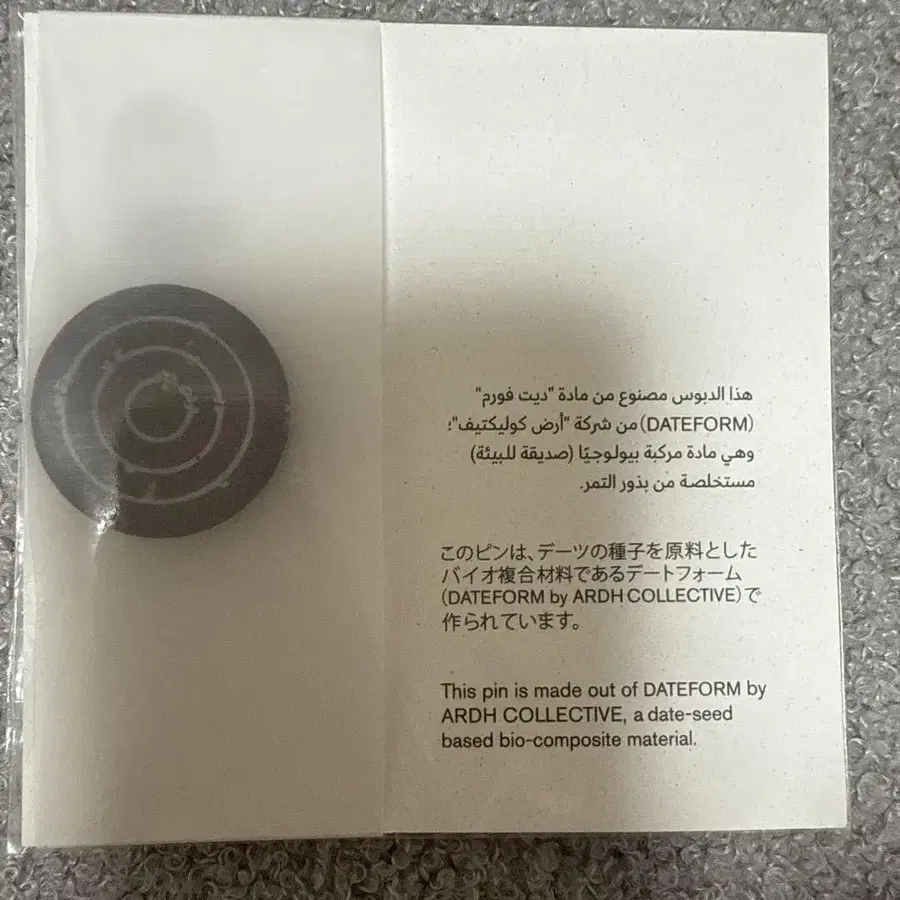 هذا الدبوس مصنوع من مادة "ديت فورم"
(DATEFORM) من شركة "أرض كوليكتيف"؛
وهي مادة مركبة بيولوجيًا (صديقة للبيئة)
مستخلصة من بذور التمر.
このピンは、デーツの種子を原料とした
バイオ複合材料であるデートフォーム
(DATEFORM by ARDH COLLECTIVE)で
作られています。
This pin is made out of DATEFORM by
ARDH COLLECTIVE, a date-seed
based bio-composite material.